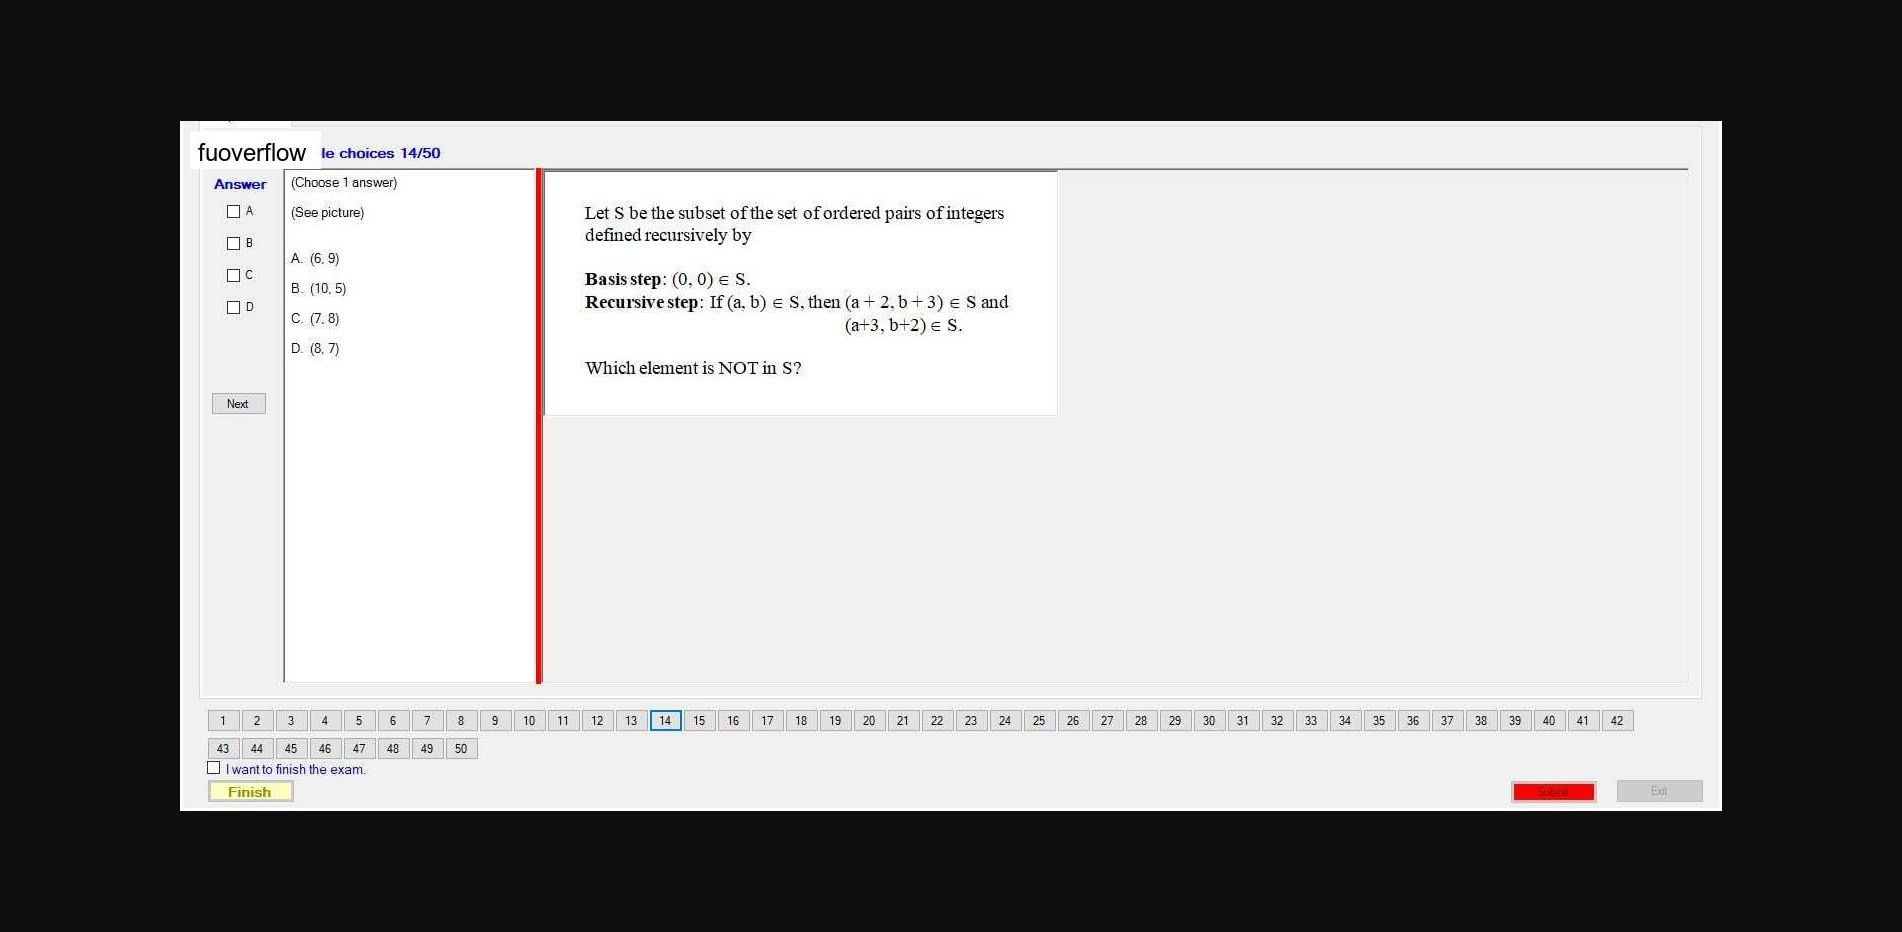 fuoverflow
le choices 14/50
Answer
A
B
C
D
Next
(Choose 1 answer)
(See picture)
A. (6, 9)
B. (10, 5)
C. (7, 8)
D. (8, 7)
Let S be the subset of the set of ordered pairs of integers
defined recursively by
Basis step: (0, 0) ∈ S.
Recursive step: If (a, b) ∈ S, then (a + 2, b + 3) ∈ S and
(a+3, b+2) ∈ S.
Which element is NOT in S?
1 2 3 4 5 6 7 8 9 10 11 12 13 14 15 16 17 18 19 20 21 22 23 24 25 26 27 28 29 30 31 32 33 34 35 36 37 38 39 40 41 42
43 44 45 46 47 48 49 50
I want to finish the exam.
Finish
Submit
Exit